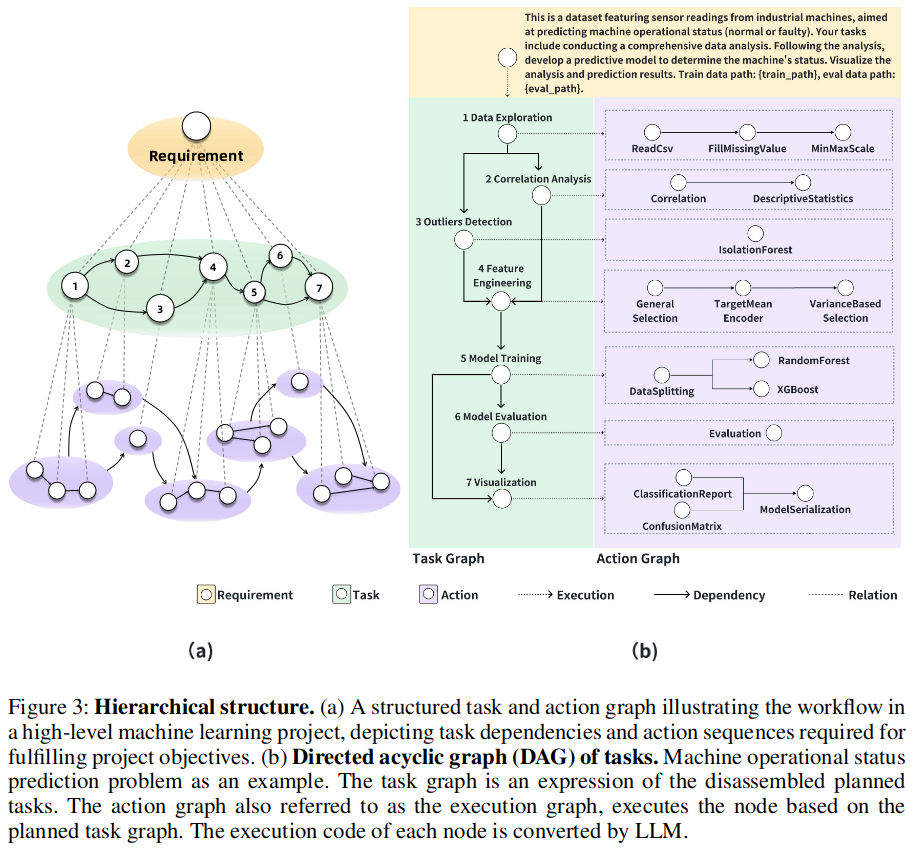 This is a dataset featuring sensor readings from industrial machines, aimed
at predicting machine operational status (normal or faulty). Your tasks
include conducting a comprehensive data analysis. Following the analysis,
develop a predictive model to determine the machine's status. Visualize the
analysis and prediction results. Train data path: {train_path}, eval data path:
{eval_path}.
Requirement
1
2
3
4
5
6
7
1 Data Exploration
ReadCsv
FillMissingValue
MinMaxScale
2 Correlation Analysis
Correlation
DescriptiveStatistics
3 Outliers Detection
IsolationForest
4 Feature
Engineering
General
Selection
TargetMean
Encoder
VarianceBased
Selection
5 Model Training
DataSplitting
RandomForest
XGBoost
6 Model Evaluation
Evaluation
7 Visualization
ClassificationReport
ConfusionMatrix
ModelSerialization
Task Graph
Action Graph
Requirement
Task
Action
Execution
Dependency
Relation
(a)
(b)
Figure 3: Hierarchical structure. (a) A structured task and action graph illustrating the workflow in
a high-level machine learning project, depicting task dependencies and action sequences required for
fulfilling project objectives. (b) Directed acyclic graph (DAG) of tasks. Machine operational status
prediction problem as an example. The task graph is an expression of the disassembled planned
tasks. The action graph also referred to as the execution graph, executes the node based on the
planned task graph. The execution code of each node is converted by LLM.